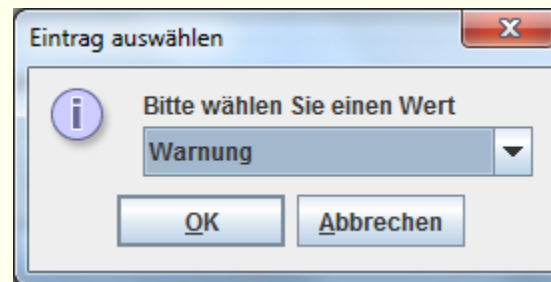 Eintrag auswählen
Bitte wählen Sie einen Wert
Warnung
OK
Abbrechen